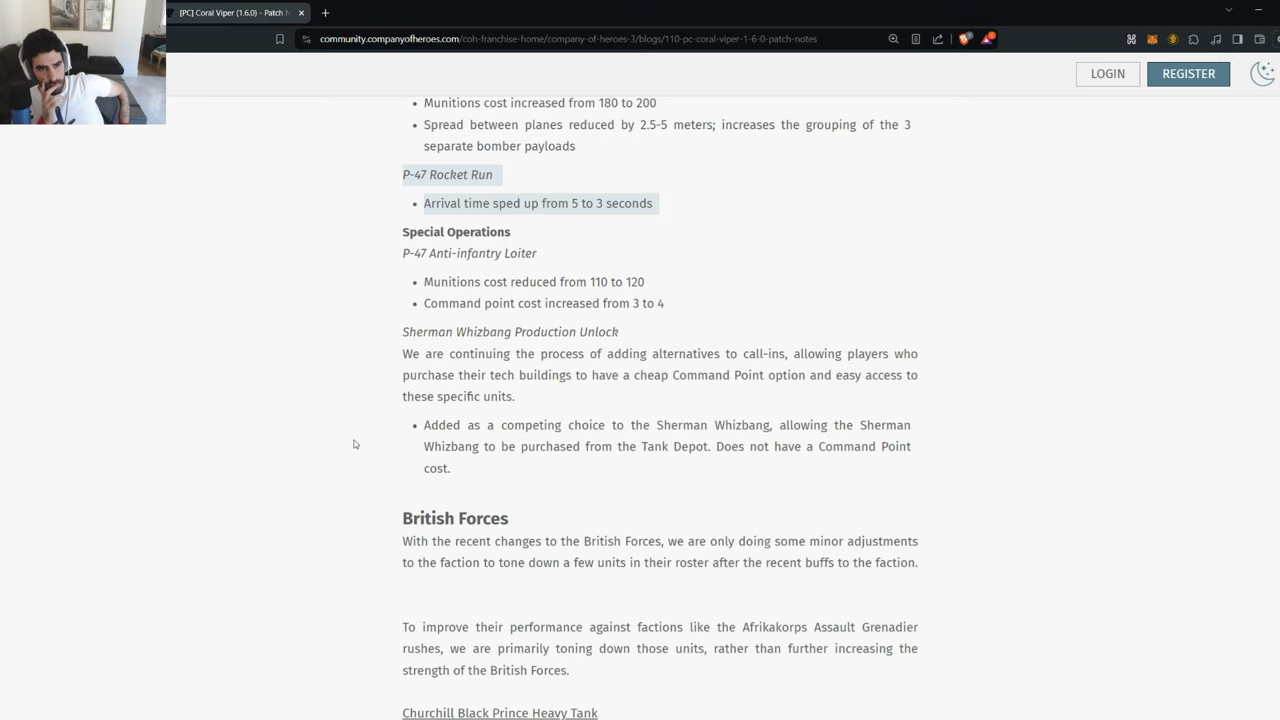 [PC] Coral Viper (1.6.0) - Patch N
community.companyofheroes.com/coh-franchise-home/company-of-heroes-3/blogs/110-pc-coral-viper-1-6-0-patch-notes
LOGIN
REGISTER
• Munitions cost increased from 180 to 200
• Spread between planes reduced by 2.5-5 meters; increases the grouping of the 3
separate bomber payloads
P-47 Rocket Run
• Arrival time sped up from 5 to 3 seconds
Special Operations
P-47 Anti-infantry Loiter
• Munitions cost reduced from 110 to 120
• Command point cost increased from 3 to 4
Sherman Whizbang Production Unlock
We are continuing the process of adding alternatives to call-ins, allowing players who
purchase their tech buildings to have a cheap Command Point option and easy access to
these specific units.
• Added as a competing choice to the Sherman Whizbang, allowing the Sherman
Whizbang to be purchased from the Tank Depot. Does not have a Command Point
cost.
British Forces
With the recent changes to the British Forces, we are only doing some minor adjustments
to the faction to tone down a few units in their roster after the recent buffs to the faction.
To improve their performance against factions like the Afrikakorps Assault Grenadier
rushes, we are primarily toning down those units, rather than further increasing the
strength of the British Forces.
Churchill Black Prince Heavy Tank